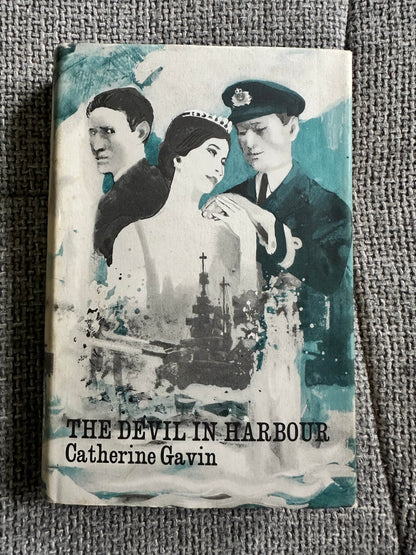 THE DEVIL IN HARBOUR
Catherine Gavin